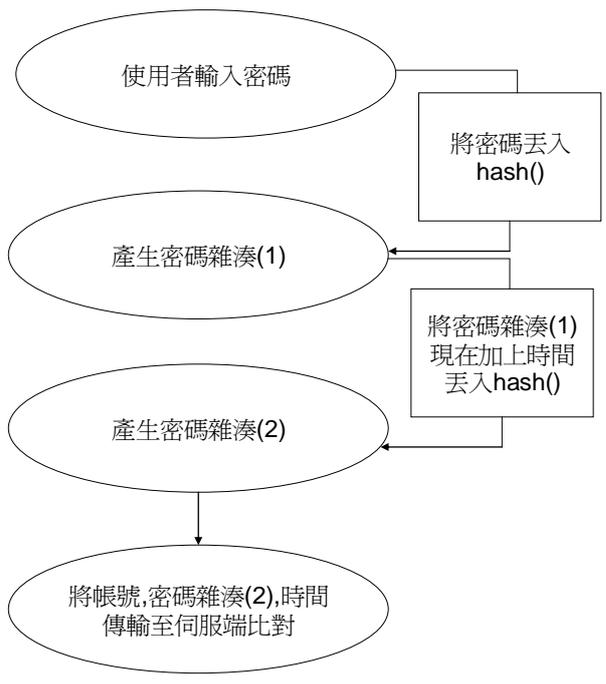 使用者輸入密碼
將密碼丟入
hash()
產生密碼雜湊(1)
將密碼雜湊(1)
現在加上時間
丟入hash()
產生密碼雜湊(2)
將帳號,密碼雜湊(2),時間
傳輸至伺服端比對